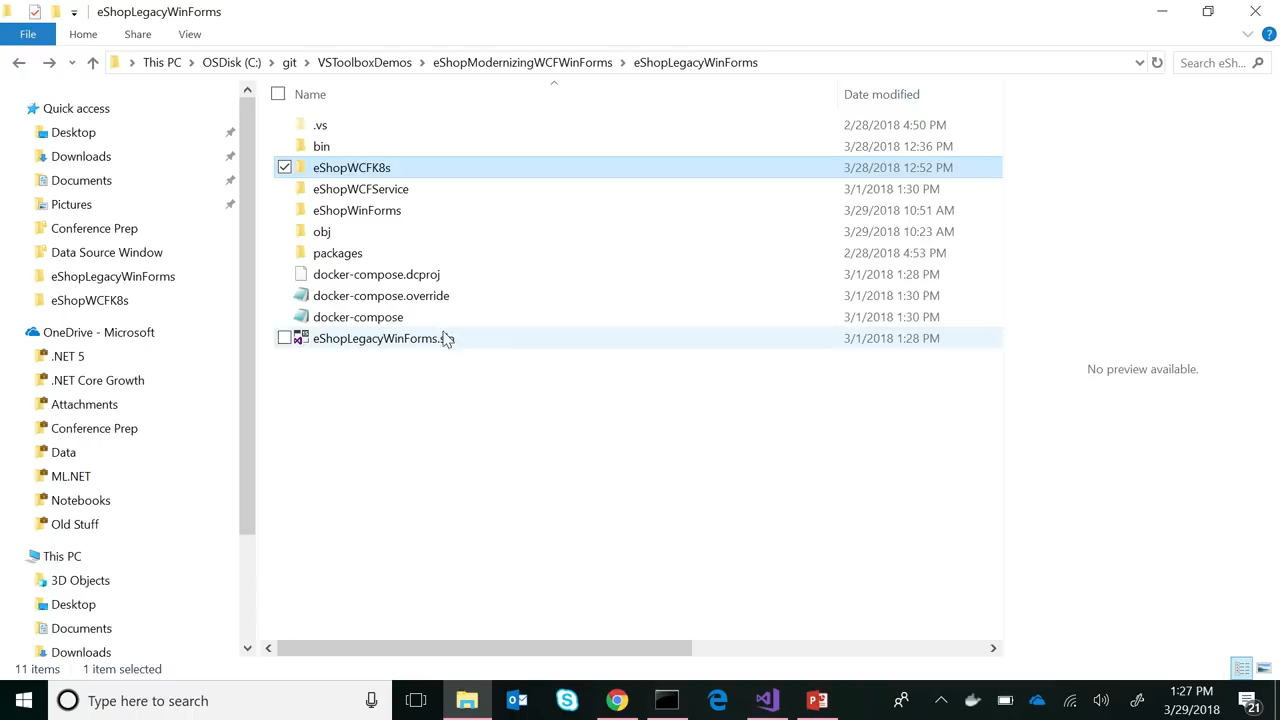 eShopLegacyWinForms
File Home Share View
This PC OSDisk (C:) git VSToolboxDemos eShopModernizingWCFWinForms eShopLegacyWinForms
Search eSh...
Name Date modified
.vs 2/28/2018 4:50 PM
bin 3/28/2018 12:36 PM
eShopWCFK8s 3/28/2018 12:52 PM
eShopWCFService 3/1/2018 1:30 PM
eShopWinForms 3/29/2018 10:51 AM
obj 3/29/2018 10:23 AM
packages 2/28/2018 4:53 PM
docker-compose.dcproj 3/1/2018 1:28 PM
docker-compose.override 3/1/2018 1:30 PM
docker-compose 3/1/2018 1:30 PM
eShopLegacyWinForms. 3/1/2018 1:28 PM
Quick access
Desktop
Downloads
Documents
Pictures
Conference Prep
Data Source Window
eShopLegacyWinForms
eShopWCFK8s
OneDrive - Microsoft
.NET 5
.NET Core Growth
Attachments
Conference Prep
Data
ML.NET
Notebooks
Old Stuff
This PC
3D Objects
Desktop
Documents
Downloads
No preview available.
11 items 1 item selected
Type here to search
1:27 PM
3/29/2018
21